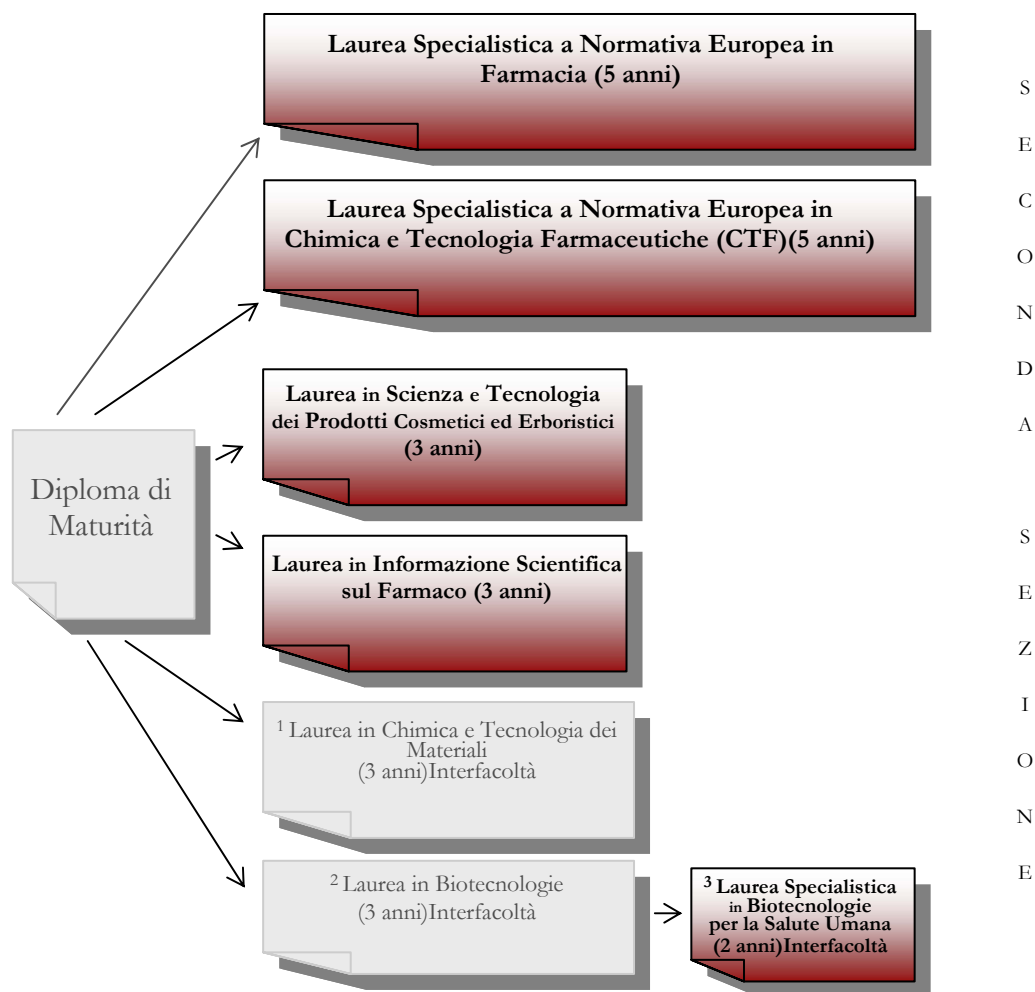 Laurea Specialistica a Normativa Europea in
Farmacia (5 anni)
Laurea Specialistica a Normativa Europea in
Chimica e Tecnologia Farmaceutiche (CTF)(5 anni)
Laurea in Scienza e Tecnologia
dei Prodotti Cosmetici ed Erboristici
(3 anni)
Diploma di
Maturità
Laurea in Informazione Scientifica
sul Farmaco (3 anni)
1 Laurea in Chimica e Tecnologia dei
Materiali
(3 anni)Interfacoltà
2 Laurea in Biotecnologie
(3 anni)Interfacoltà
3 Laurea Specialistica
in Biotecnologie
per la Salute Umana
(2 anni)Interfacoltà
S
E
C
O
N
D
A
S
E
Z
I
O
N
E